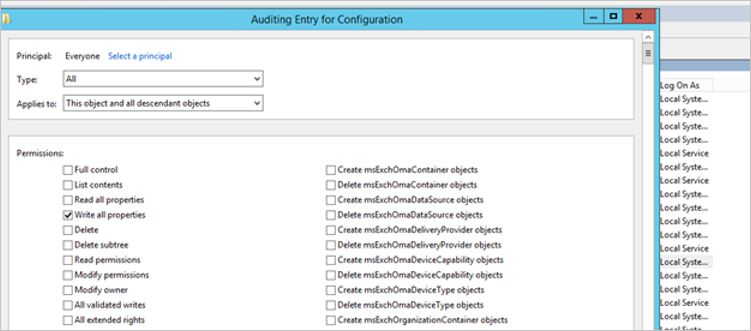 Auditing Entry for Configuration
Principal: Everyone Select a principal
Type: All
Applies to: This object and all descendant objects
Permissions:
Full control
List contents
Read all properties
Write all properties
Delete
Delete subtree
Read permissions
Modify permissions
Modify owner
All validated writes
All extended rights
Create msExchOmaContainer objects
Delete msExchOmaContainer objects
Create msExchOmaDataSource objects
Delete msExchOmaDataSource objects
Create msExchOmaDeliveryProvider objects
Delete msExchOmaDeliveryProvider objects
Create msExchOmaDeviceCapability objects
Delete msExchOmaDeviceCapability objects
Create msExchOmaDeviceType objects
Delete msExchOmaDeviceType objects
Create msExchOrganizationContainer objects
Log On As
Local Syste...
Local Syste...
Local Syste...
Local Syste...
Local Service
Local Syste...
Local Service
Local Syste...
Local Syste...
Local Syste...
Local Syste...
Local Service
Local Syste...
Local Syste...
Local Syste...
Local Service
Local Syste...
Local Syste...